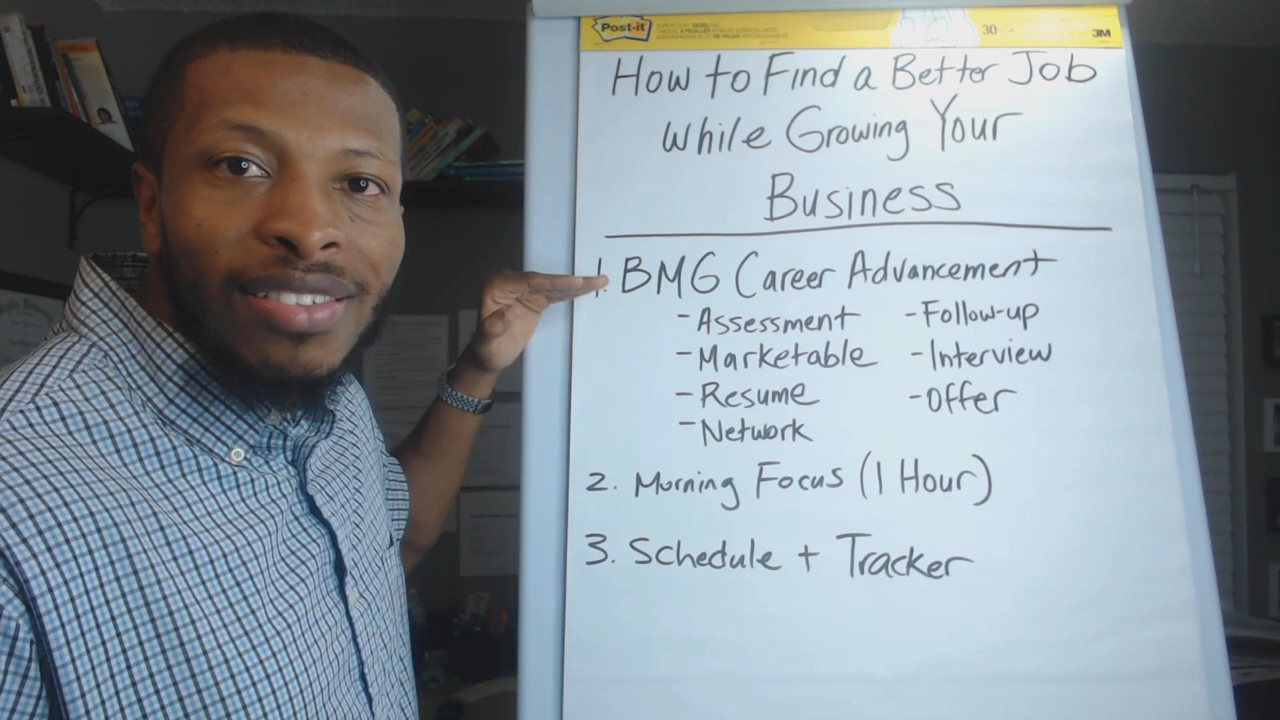 Post-it
30
3M
How to Find a Better Job
while Growing Your
Business
1. BMG Career Advancement
- Assessment
- Marketable
- Resume
- Network
- Follow-up
- Interview
- Offer
2. Morning Focus (1 Hour)
3. Schedule + Tracker